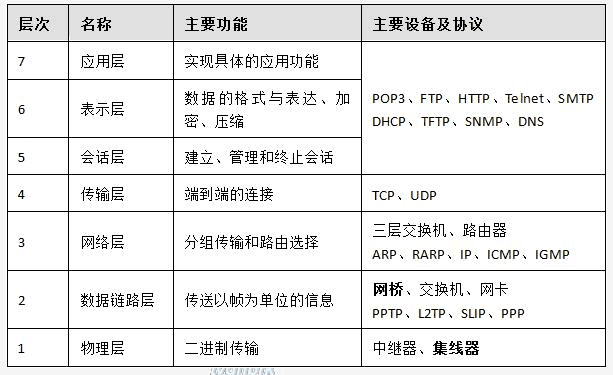 层次 名称 主要功能 主要设备及协议
7 应用层 实现具体的应用功能
POP3、FTP、HTTP、Telnet、SMTP
DHCP、TFTP、SNMP、DNS
6 表示层 数据的格式与表达、加
密、压缩
5 会话层 建立、管理和终止会话
4 传输层 端到端的连接 TCP、UDP
3 网络层 分组传输和路由选择 三层交换机、路由器
ARP、RARP、IP、ICMP、IGMP
2 数据链路层 传送以帧为单位的信息 网桥、交换机、网卡
PPTP、L2TP、SLIP、PPP
1 物理层 二进制传输 中继器、集线器